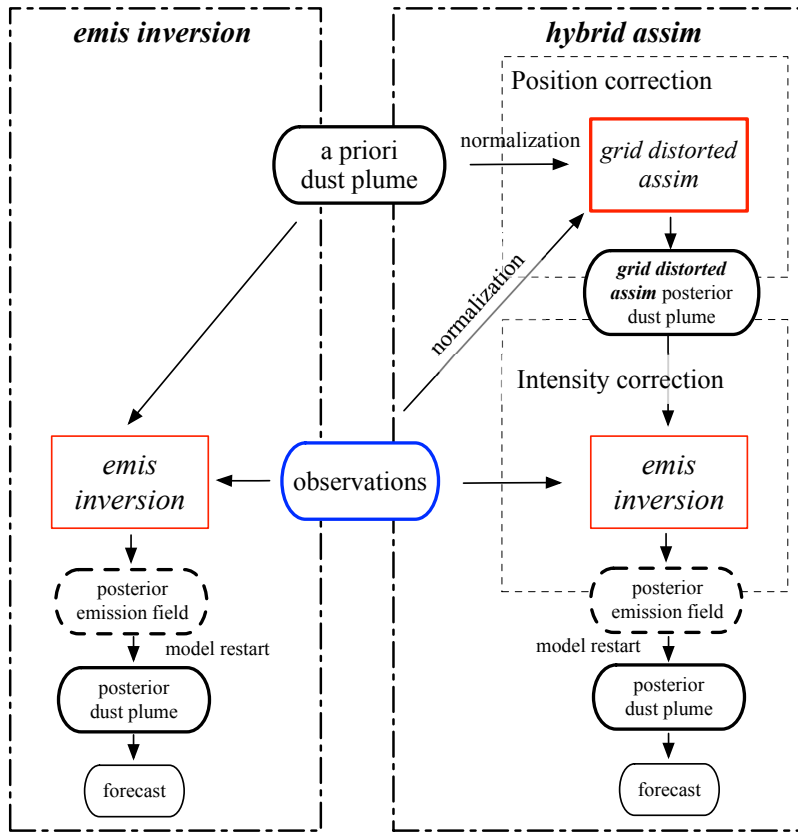 emis inversion
hybrid assim
Position correction
a priori
dust plume
normalization
grid distorted
assim
normalization
grid distorted
assim posterior
dust plume
Intensity correction
emis
inversion
observations
emis
inversion
posterior
emission field
model restart
posterior
dust plume
forecast
posterior
emission field
model restart
posterior
dust plume
forecast